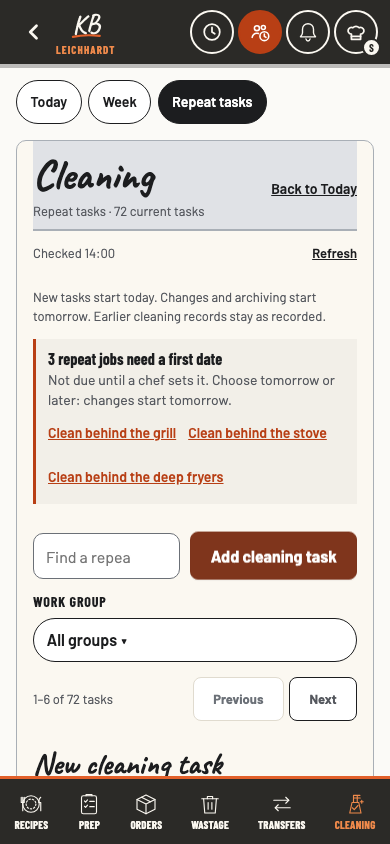 KB
LEICHHARDT
S
Today
Week
Repeat tasks
Cleaning
Back to Today
Repeat tasks · 72 current tasks
Checked 14:00
Refresh
New tasks start today. Changes and archiving start
tomorrow. Earlier cleaning records stay as recorded.
3 repeat jobs need a first date
Not due until a chef sets it. Choose tomorrow or
later: changes start tomorrow.
Clean behind the grill
Clean behind the stove
Clean behind the deep fryers
Find a repea
Add cleaning task
WORK GROUP
All groups ▾
1–6 of 72 tasks
Previous
Next
New cleaning task
RECIPES
PREP
ORDERS
WASTAGE
TRANSFERS
CLEANING